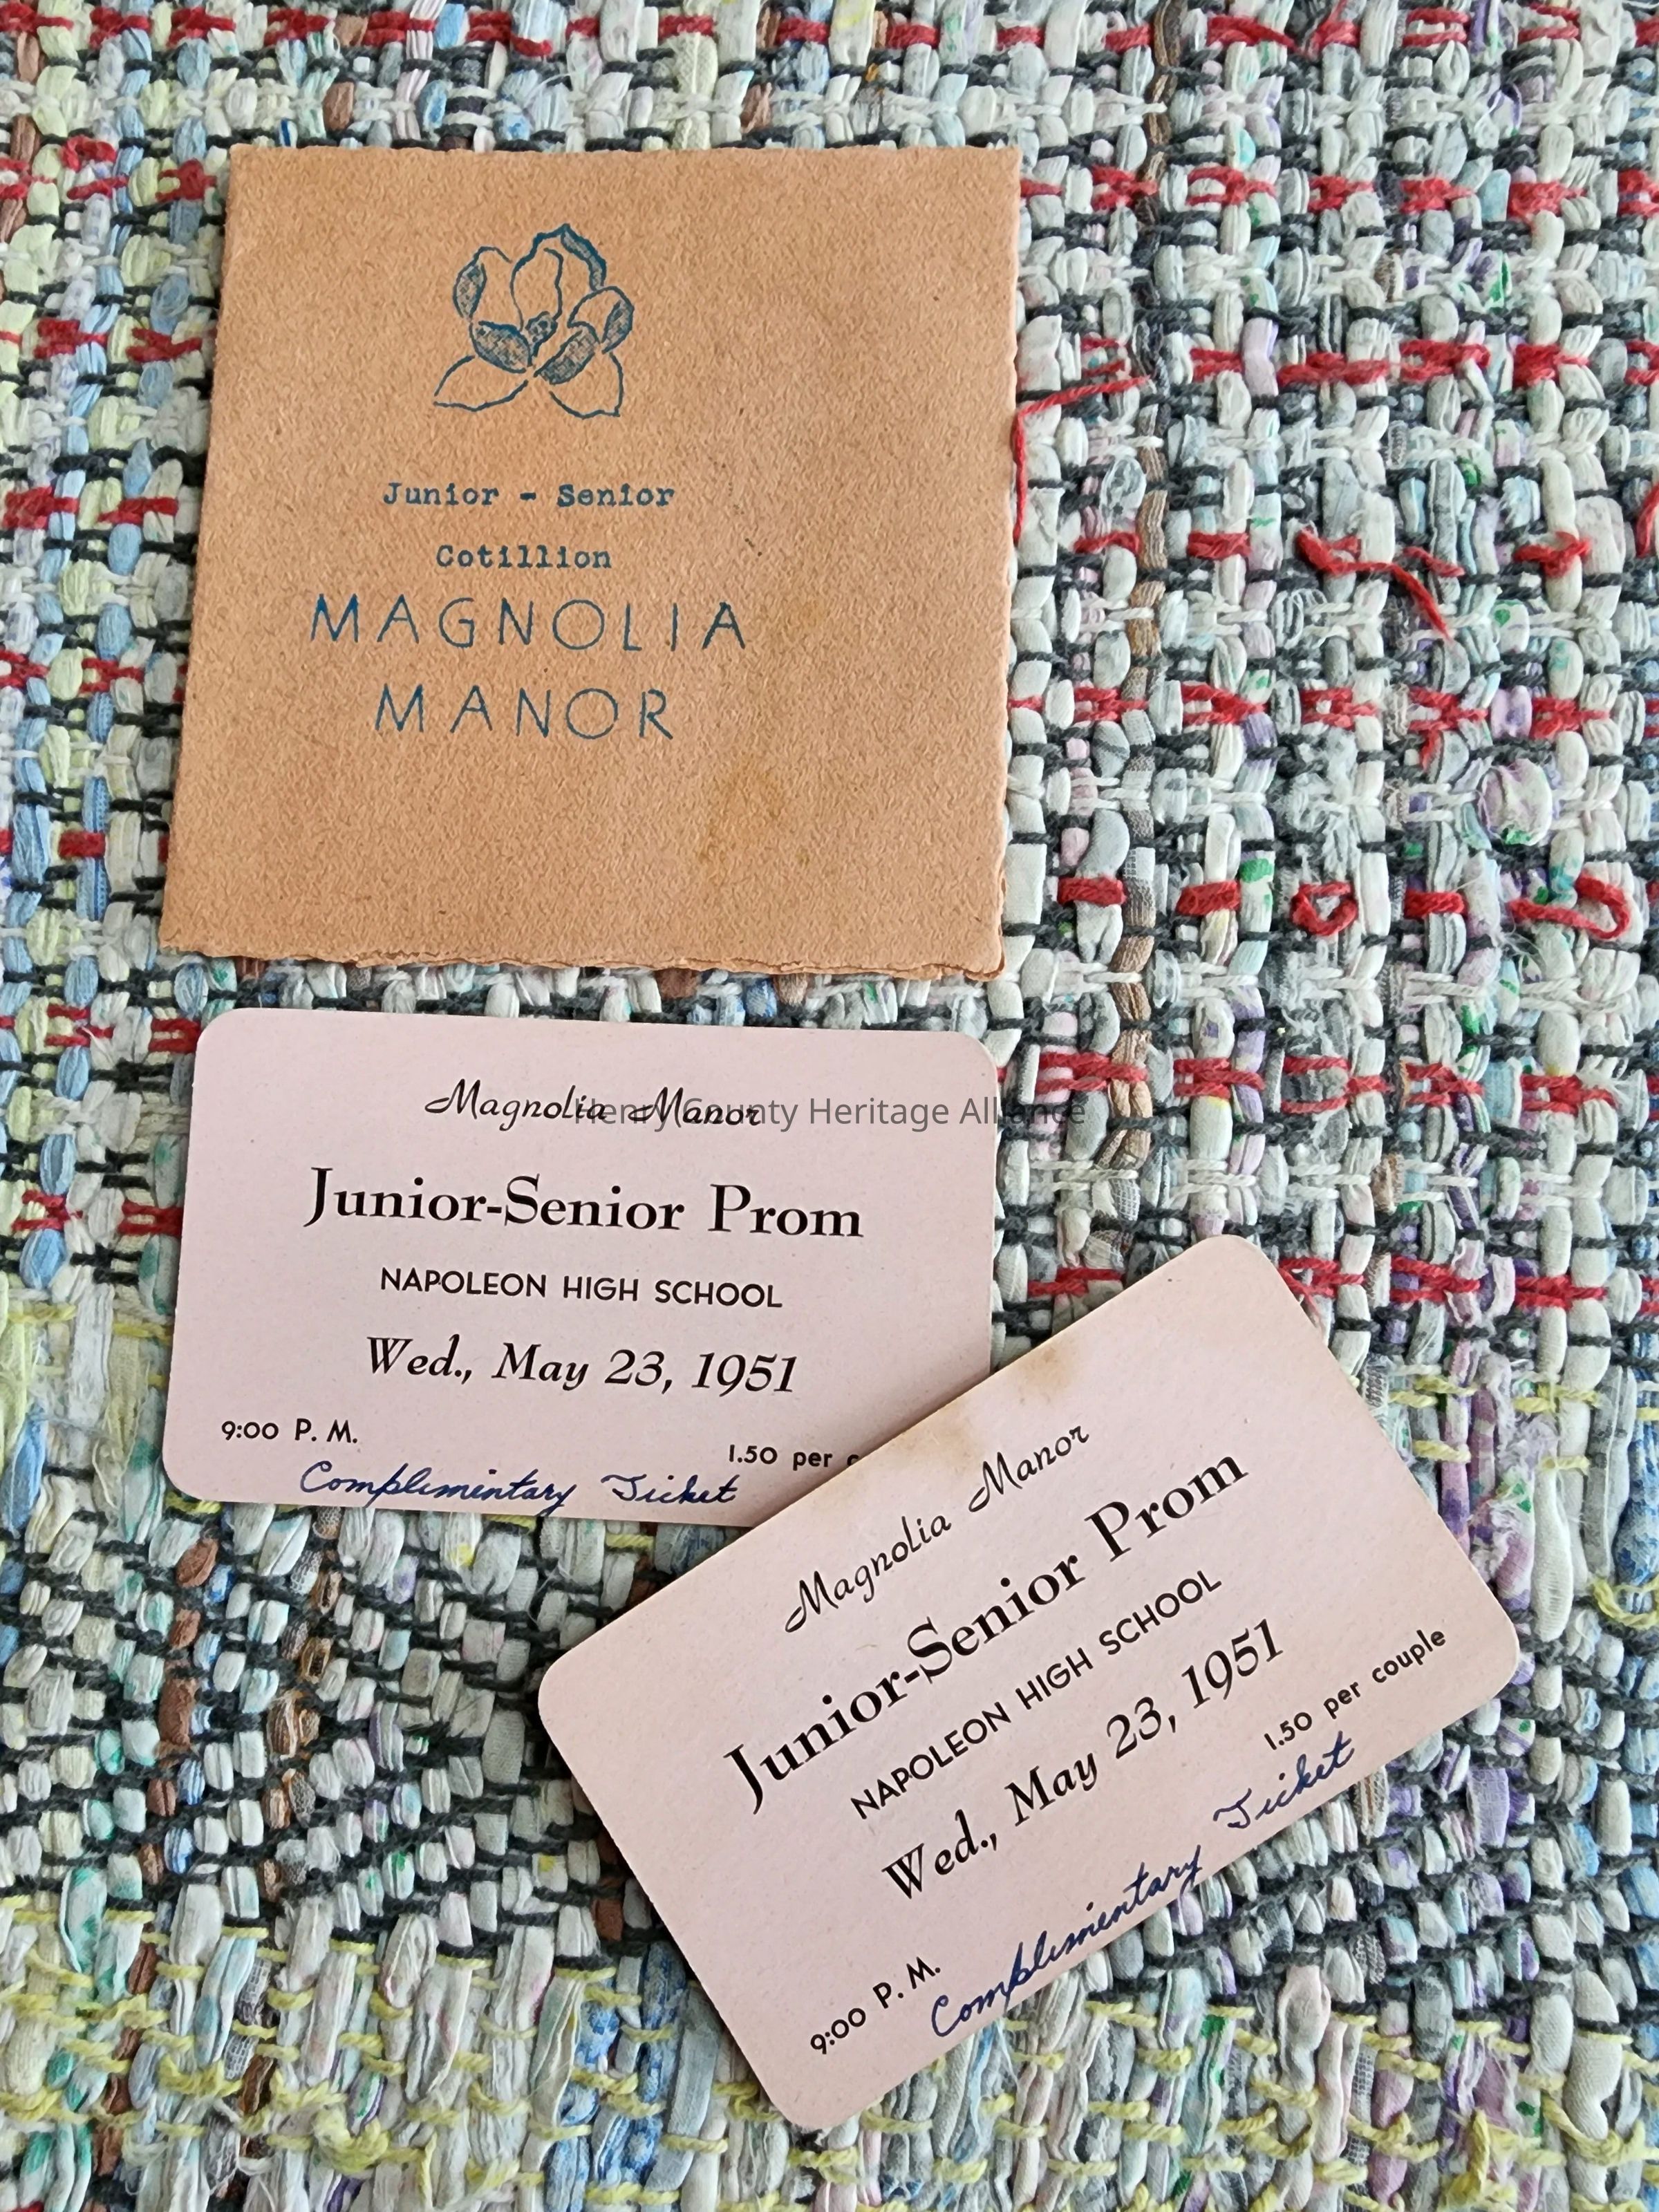 Junior - Senior
Cotillion
MAGNOLIA
MANOR
Magnolia Manor
Henry County Heritage Alliance
Junior-Senior Prom
NAPOLEON HIGH SCHOOL
Wed., May 23, 1951
9:00 P. M.
1.50 per
Complimentary Ticket
Magnolia Manor
Junior-Senior Prom
NAPOLEON HIGH SCHOOL
Wed., May 23, 1951
9:00 P. M.
1.50 per couple
Complimentary Ticket